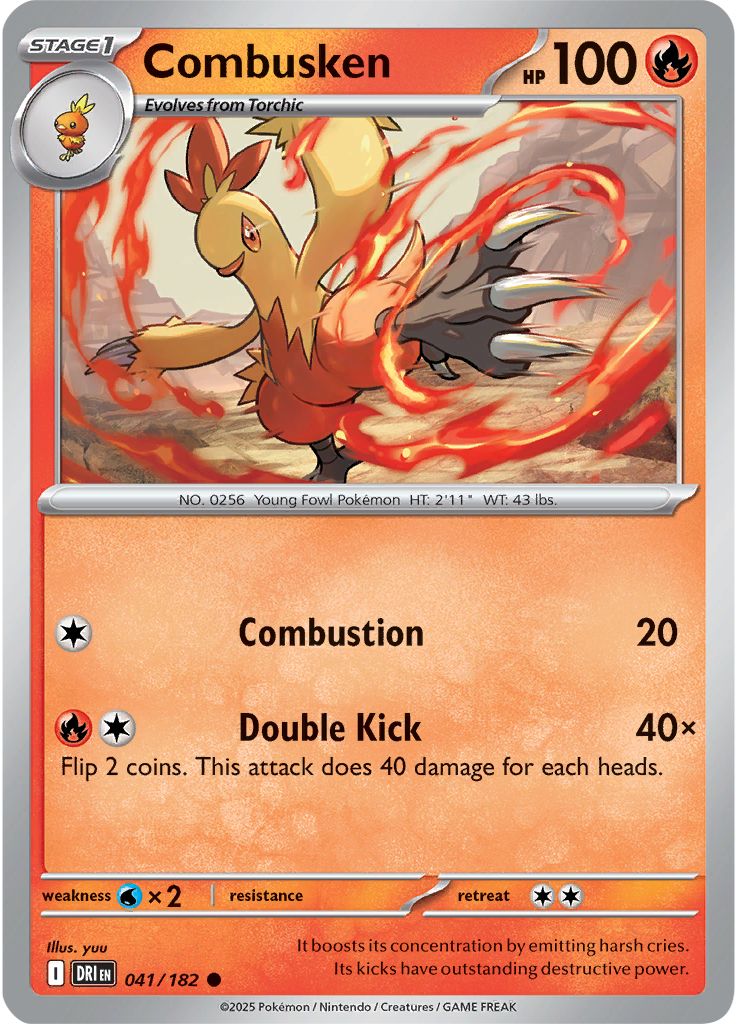 STAGE1
Combusken
HP 100
Evolves from Torchic
NO. 0256 Young Fowl Pokémon HT: 2'11" WT: 43 lbs.
Combustion 20
Double Kick 40×
Flip 2 coins. This attack does 40 damage for each heads.
weakness ×2 resistance retreat
Illus. yuu
It boosts its concentration by emitting harsh cries.
Its kicks have outstanding destructive power.
I DRI EN 041/182
©2025 Pokémon / Nintendo / Creatures / GAME FREAK